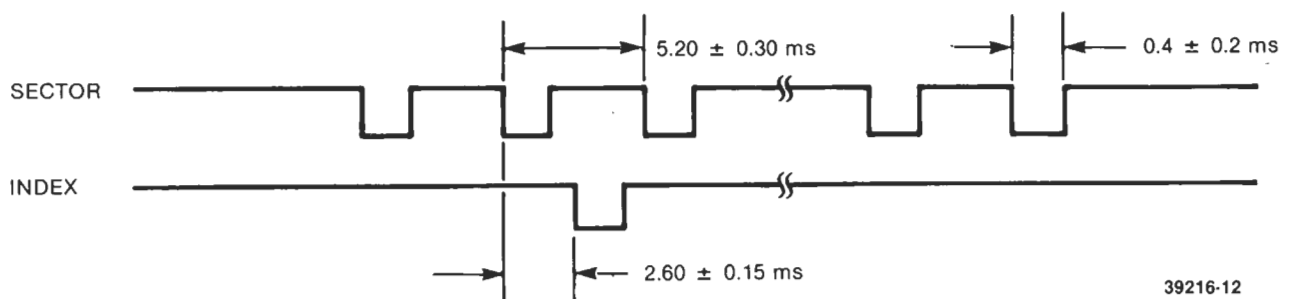 5.20 ± 0.30 ms
0.4 ± 0.2 ms
SECTOR
INDEX
2.60 ± 0.15 ms
39216-12